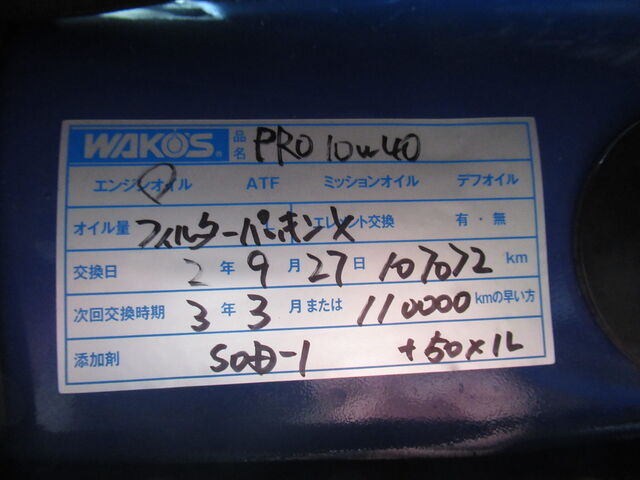 WAKO'S® 品名 PRO 10w40
エンジンオイル ATF ミッションオイル デフオイル
オイル量 フィルターパッキン× エレメント交換 有・無
交換日 2年 9月 27日 107072 km
次回交換時期 3年 3月または 110000 kmの早い方
添加剤 SOD-1 +50×1L